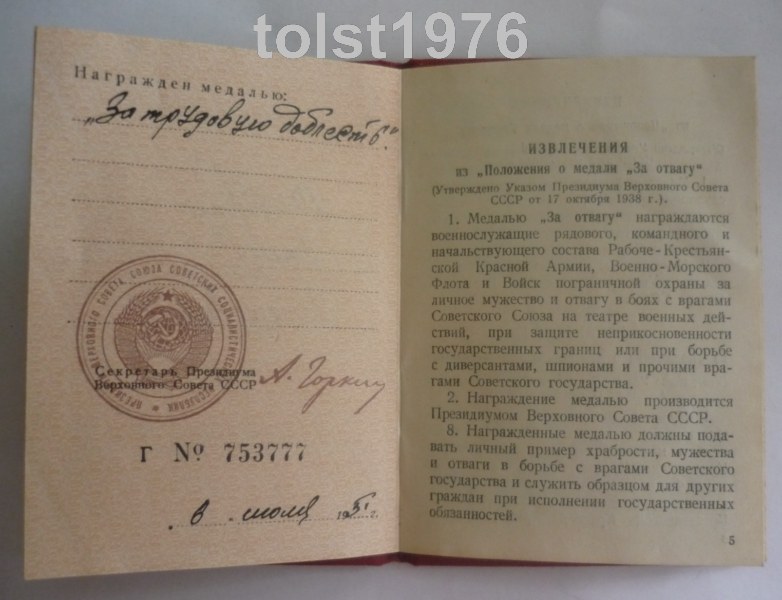 tolst1976
Награжден медалью:
„За трудовую доблесть."
Секретарь Президиума
Верховного Совета СССР А. Горкин
Г № 753777
6 июля 1951 г.
ИЗВЛЕЧЕНИЯ
из „Положения о медали „За отвагу"
(Утверждено Указом Президиума Верховного Совета
СССР от 17 октября 1938 г.).
1. Медалью „За отвагу" награждаются
военнослужащие рядового, командного и
начальствующего состава Рабоче-Крестьян-
ской Красной Армии, Военно-Морского
Флота и Войск пограничной охраны за
личное мужество и отвагу в боях с врагами
Советского Союза на театре военных дей-
ствий, при защите неприкосновенности
государственных границ или при борьбе
с диверсантами, шпионами и прочими вра-
гами Советского государства.
2. Награждение медалью производится
Президиумом Верховного Совета СССР.
8. Награжденные медалью должны пода-
вать личный пример храбрости, мужества
и отваги в борьбе с врагами Советского
государства и служить образцом для других
граждан при исполнении государственных
обязанностей.
5